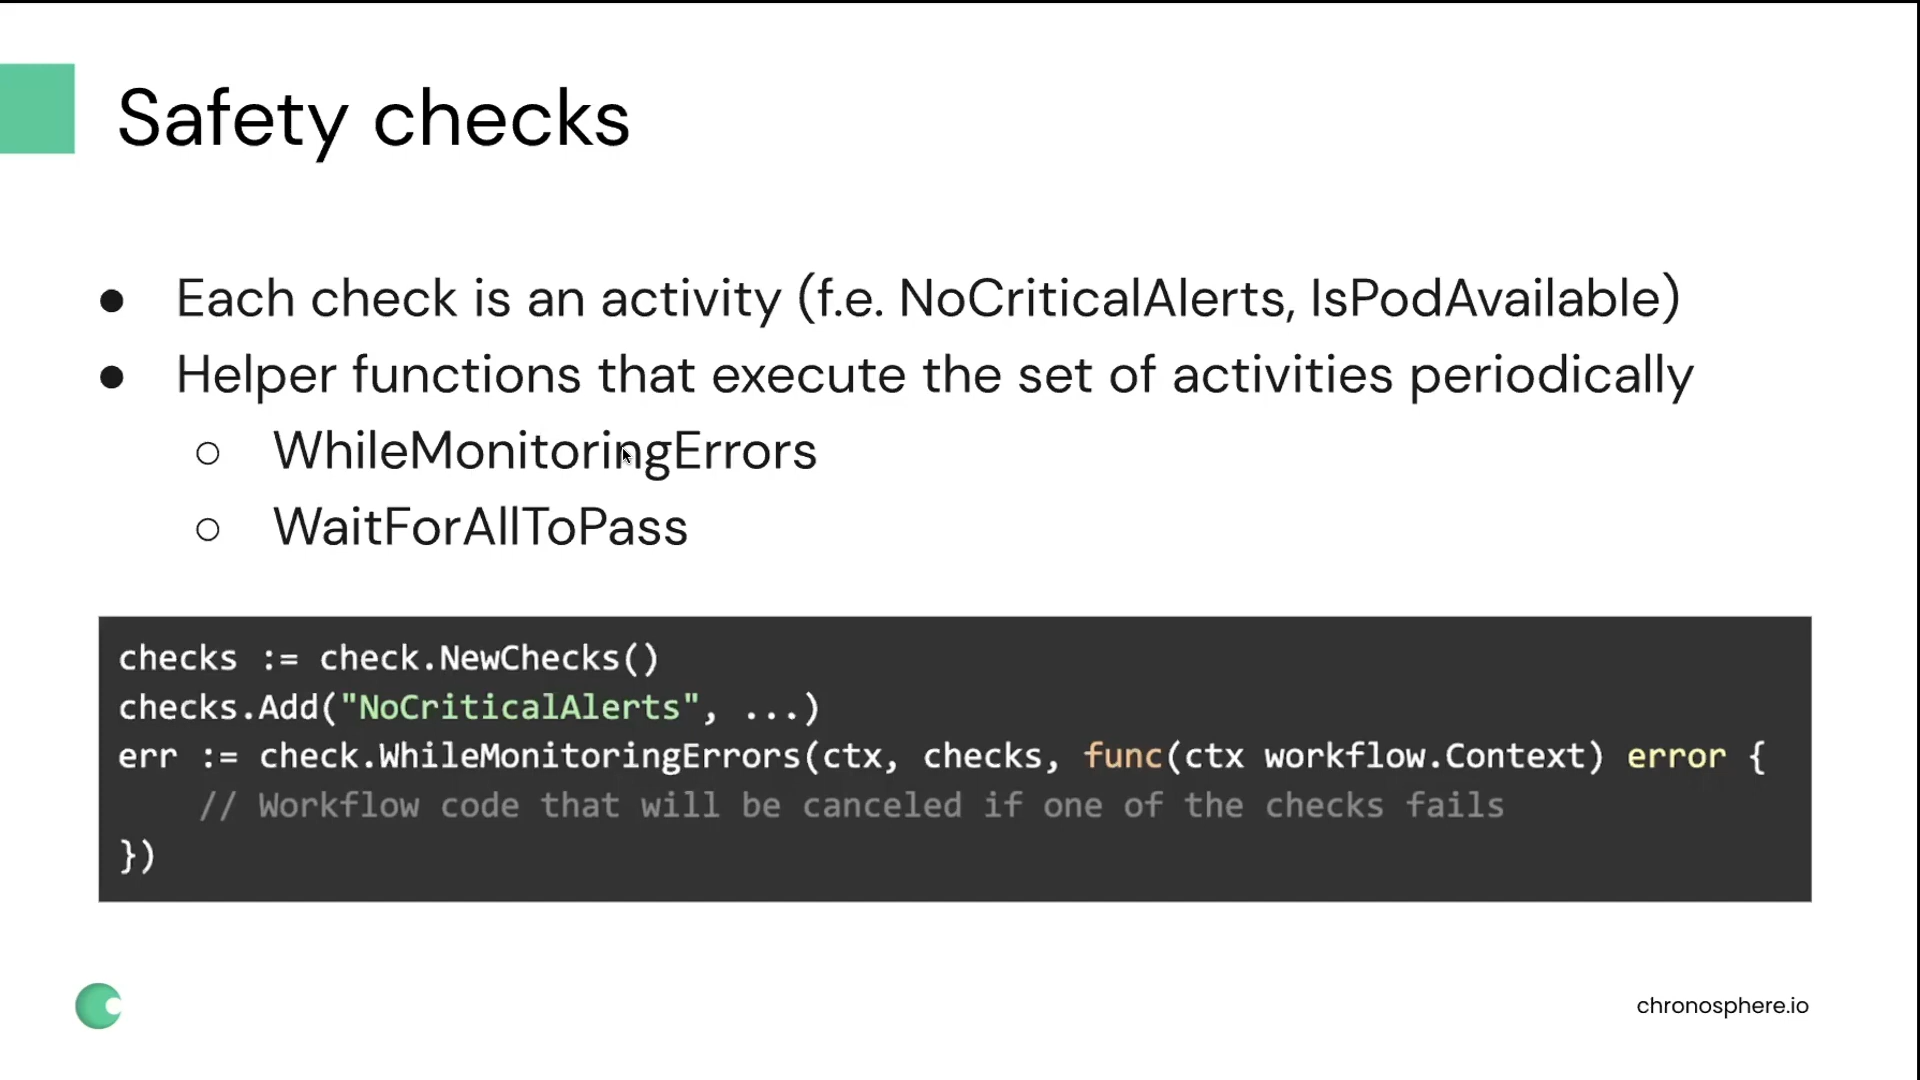 Safety checks
● Each check is an activity (f.e. NoCriticalAlerts, IsPodAvailable)
● Helper functions that execute the set of activities periodically
○ WhileMonitoringErrors
○ WaitForAllToPass
checks := check.NewChecks()
checks.Add("NoCriticalAlerts", ...)
err := check.WhileMonitoringErrors(ctx, checks, func(ctx workflow.Context) error {
    // Workflow code that will be canceled if one of the checks fails
})
chronosphere.io